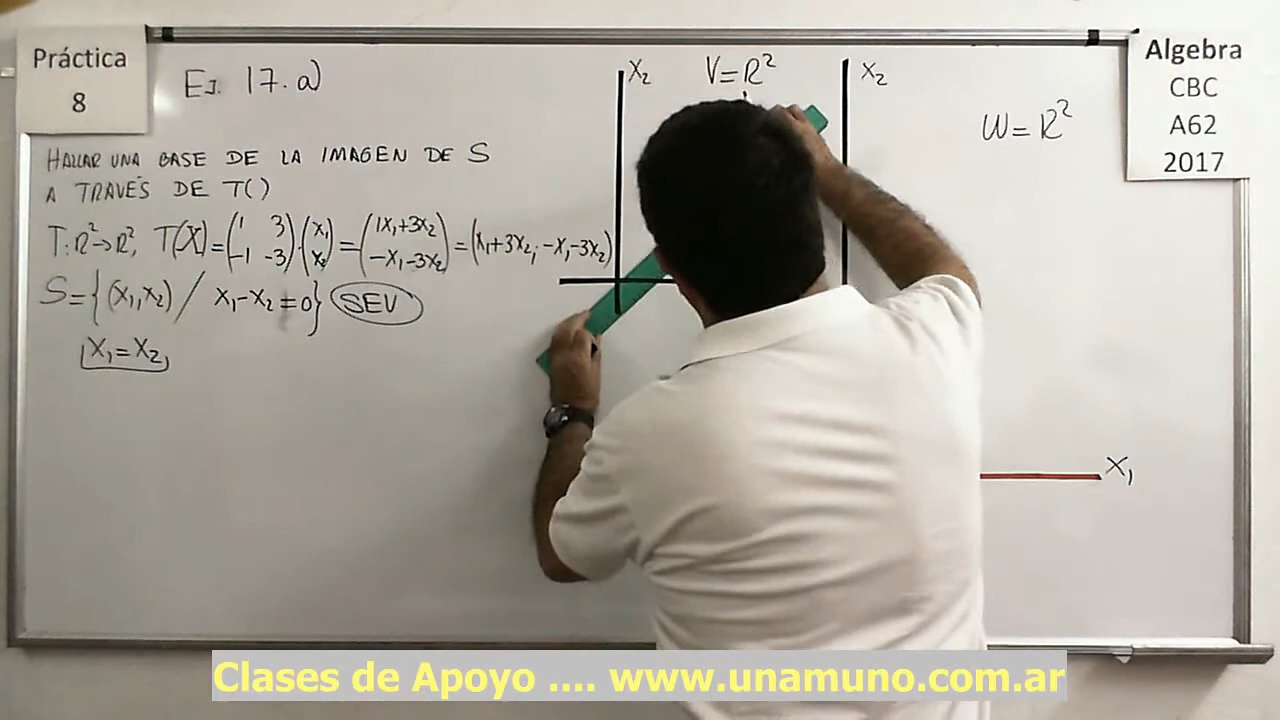 Práctica
8
Ej. 17.a)
HALLAR UNA BASE DE LA IMAGEN DE S
A TRAVÉS DE T()
T: R²→R², T(X)=(1 3; -1 -3)·(x₁; x₂)=(1x₁+3x₂; -x₁-3x₂)=(x₁+3x₂; -x₁-3x₂)
S={(x₁,x₂) / x₁-x₂=0} SEV
x₁=x₂
x₂
V=R²
x₂
W=R²
x₁
Algebra
CBC
A62
2017
Clases de Apoyo .... www.unamuno.com.ar